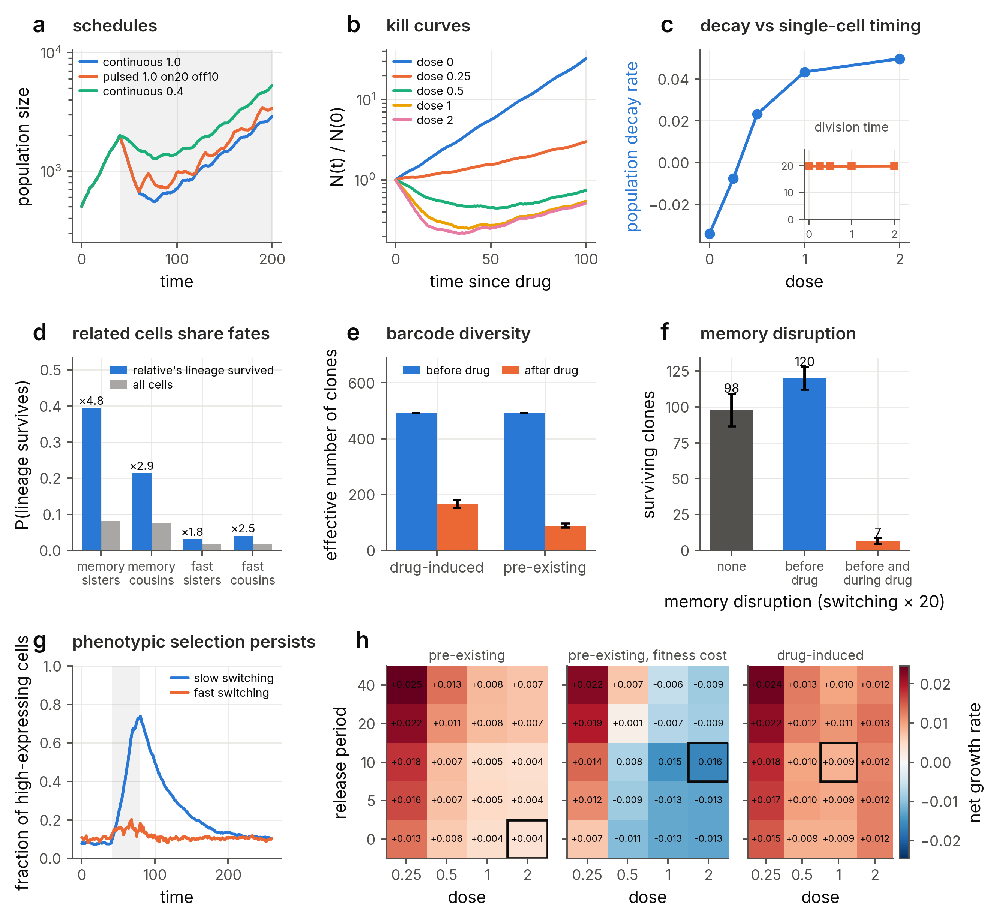 a schedules
10⁴
10³
population size
continuous 1.0
pulsed 1.0 on20 off10
continuous 0.4
0 100 200
time
b kill curves
10¹
10⁰
N(t) / N(0)
dose 0
dose 0.25
dose 0.5
dose 1
dose 2
0 50 100
time since drug
c decay vs single-cell timing
0.04
0.02
0.00
−0.02
population decay rate
division time
20
10
0
0 1 2
0 1 2
dose
d related cells share fates
0.5
0.4
0.3
0.2
0.1
0.0
P(lineage survives)
relative's lineage survived
all cells
×4.8
×2.9
×1.8
×2.5
memory
sisters
memory
cousins
fast
sisters
fast
cousins
e barcode diversity
600
400
200
0
effective number of clones
before drug
after drug
drug-induced
pre-existing
f memory disruption
125
100
75
50
25
0
surviving clones
98
120
7
none
before
drug
before and
during drug
memory disruption (switching × 20)
g phenotypic selection persists
1.0
0.8
0.6
0.4
0.2
0.0
fraction of high-expressing cells
slow switching
fast switching
0 100 200
time
h
pre-existing
release period
40 +0.025 +0.013 +0.008 +0.007
20 +0.022 +0.011 +0.008 +0.007
10 +0.018 +0.007 +0.005 +0.004
5 +0.016 +0.007 +0.005 +0.004
0 +0.013 +0.006 +0.004 +0.004
0.25 0.5 1 2
dose
pre-existing, fitness cost
+0.022 +0.007 -0.006 -0.009
+0.019 +0.001 -0.007 -0.009
+0.014 -0.008 -0.015 -0.016
+0.012 -0.009 -0.013 -0.013
+0.007 -0.011 -0.013 -0.013
0.25 0.5 1 2
dose
drug-induced
+0.024 +0.013 +0.010 +0.012
+0.022 +0.012 +0.011 +0.013
+0.018 +0.010 +0.009 +0.012
+0.017 +0.010 +0.009 +0.012
+0.015 +0.009 +0.009 +0.012
0.25 0.5 1 2
dose
0.02
0.01
0.00
−0.01
−0.02
net growth rate